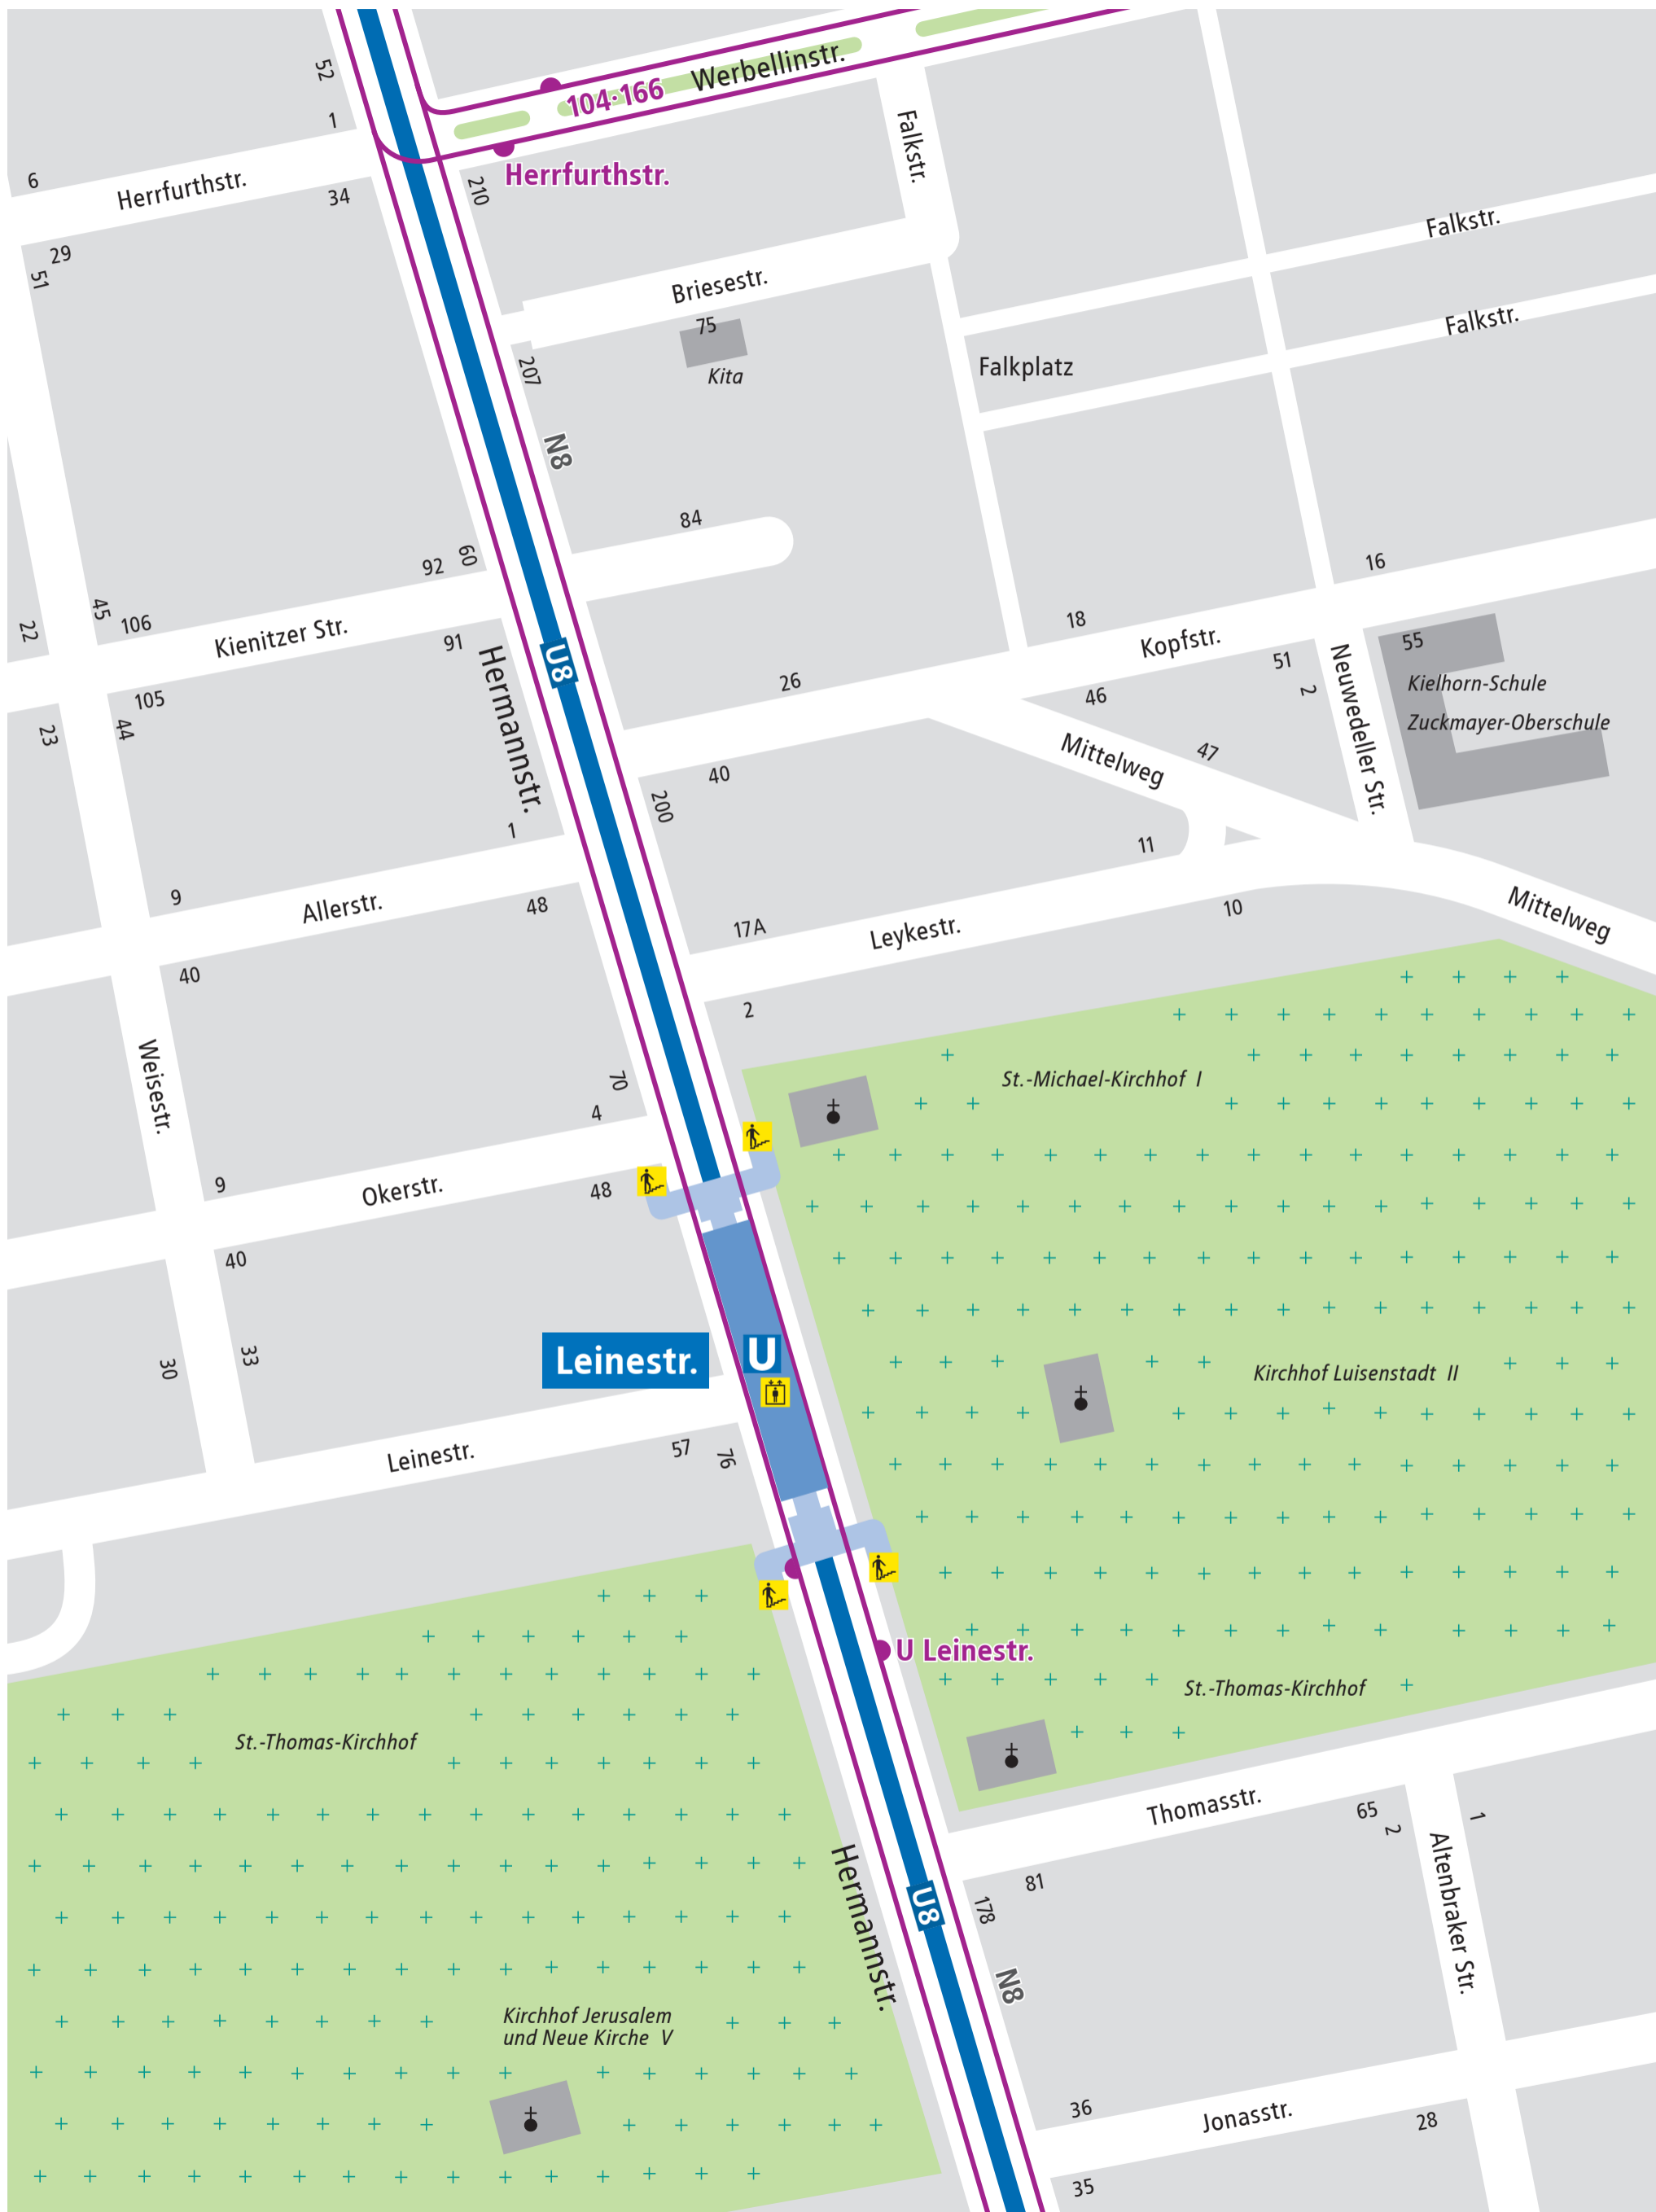 52
1
Werbellinstr.
104·166
Falkstr.
Herrfurthstr.
6
Herrfurthstr.
34
210
29
51
Falkstr.
Briesestr.
75
Kita
Falkstr.
Falkplatz
207
N8
84
92
60
16
22
45
106
Kienitzer Str.
91
105
23
44
Hermannstr.
U8
18
Kopfstr.
26
46
51
2
Neuwedeller Str.
55
Kielhorn-Schule
Zuckmayer-Oberschule
Mittelweg
47
40
200
1
11
9
Allerstr.
48
17A
Leykestr.
10
Mittelweg
40
2
Weisestr.
70
4
St.-Michael-Kirchhof I
9
Okerstr.
48
40
30
33
Leinestr.
U
Kirchhof Luisenstadt II
Leinestr.
57
76
U Leinestr.
St.-Thomas-Kirchhof
St.-Thomas-Kirchhof
Thomasstr.
65
2
1
Altenbraker Str.
81
178
Hermannstr.
U8
N8
Kirchhof Jerusalem
und Neue Kirche V
36
Jonasstr.
28
35